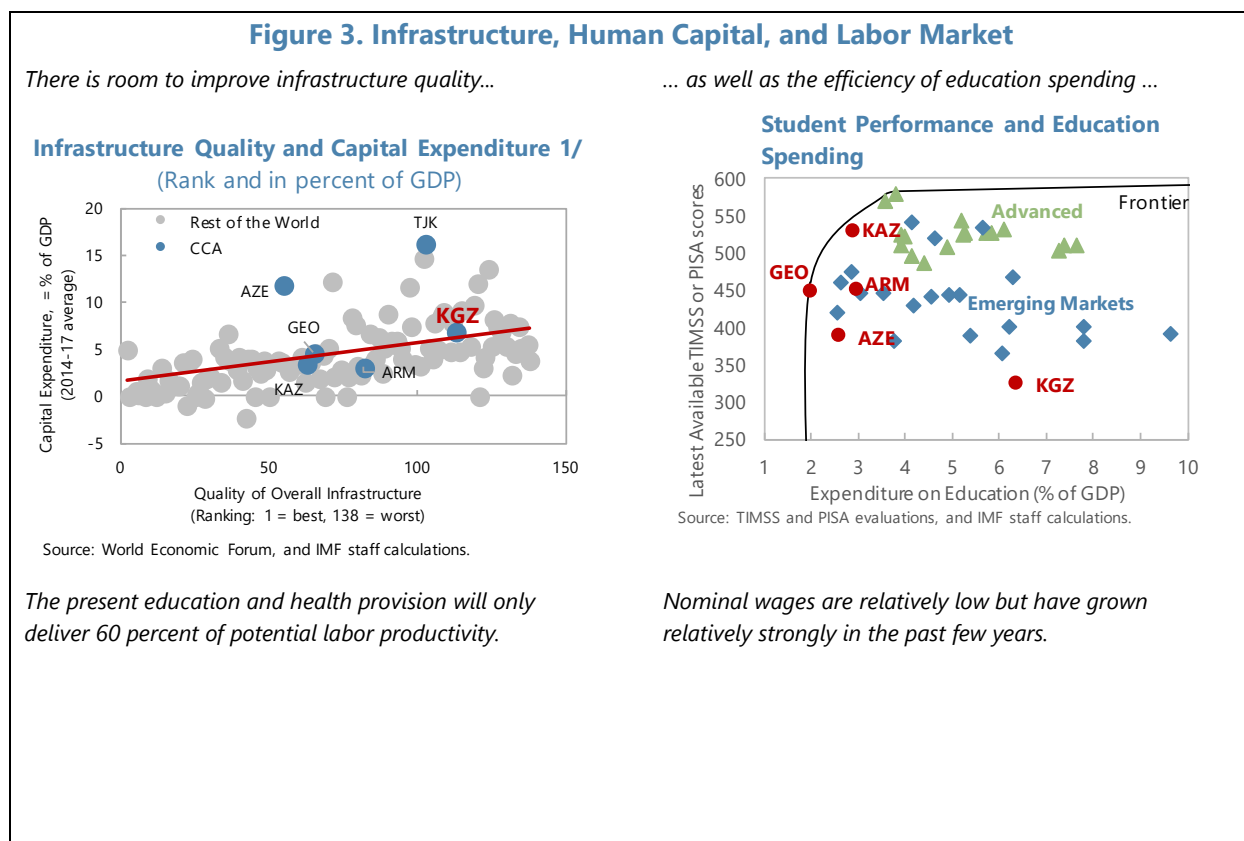 Figure 3. Infrastructure, Human Capital, and Labor Market
There is room to improve infrastructure quality...
Infrastructure Quality and Capital Expenditure 1/
(Rank and in percent of GDP)
Capital Expenditure, = % of GDP
(2014-17 average)
20
15
10
5
0
-5
Rest of the World
CCA
TJK
AZE
GEO
KGZ
KAZ
ARM
0
50
100
150
Quality of Overall Infrastructure
(Ranking: 1 = best, 138 = worst)
Source: World Economic Forum, and IMF staff calculations.
... as well as the efficiency of education spending ...
Student Performance and Education
Spending
Latest Available TIMSS or PISA scores
600
550
500
450
400
350
300
250
Frontier
Advanced
KAZ
GEO
ARM
Emerging Markets
AZE
KGZ
1
2
3
4
5
6
7
8
9
10
Expenditure on Education (% of GDP)
Source: TIMSS and PISA evaluations, and IMF staff calculations.
The present education and health provision will only
deliver 60 percent of potential labor productivity.
Nominal wages are relatively low but have grown
relatively strongly in the past few years.